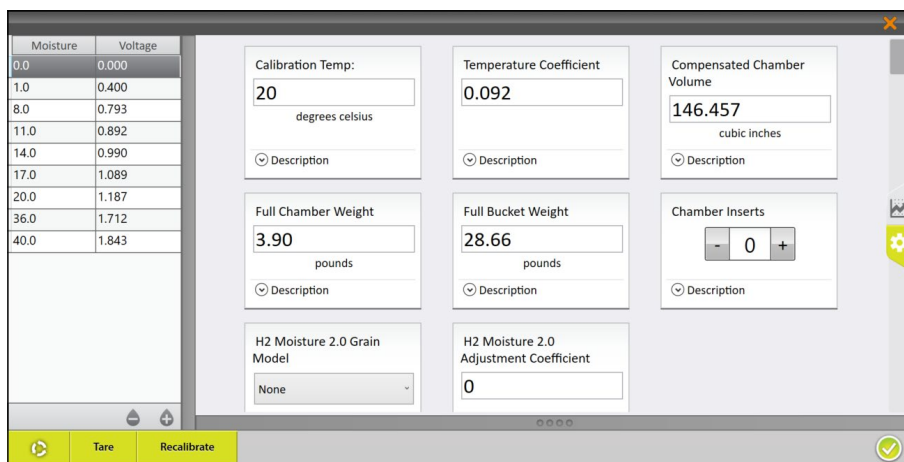 Moisture Voltage
0.0 0.000
1.0 0.400
8.0 0.793
11.0 0.892
14.0 0.990
17.0 1.089
20.0 1.187
36.0 1.712
40.0 1.843
Calibration Temp:
20
degrees celsius
Description
Temperature Coefficient
0.092
Description
Compensated Chamber
Volume
146.457
cubic inches
Description
Full Chamber Weight
3.90
pounds
Description
Full Bucket Weight
28.66
pounds
Description
Chamber Inserts
- 0 +
Description
H2 Moisture 2.0 Grain
Model
None
H2 Moisture 2.0
Adjustment Coefficient
0
Tare Recalibrate